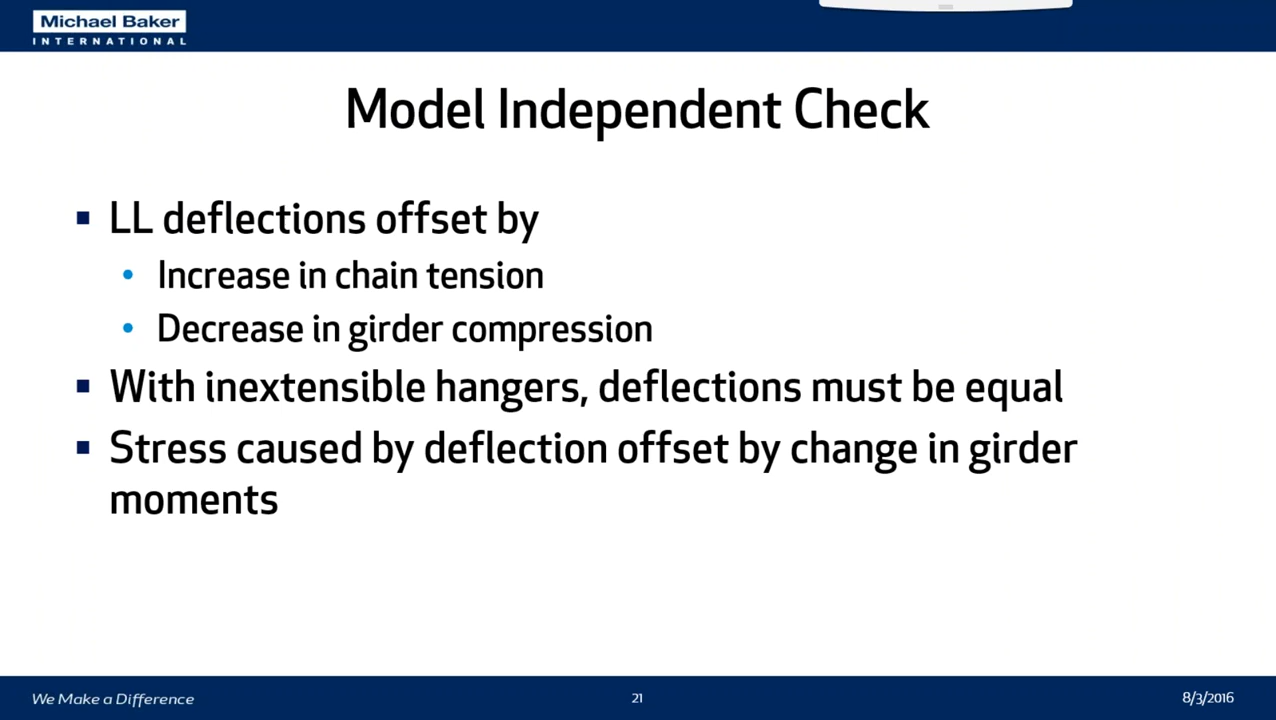 Michael Baker
INTERNATIONAL
Model Independent Check
LL deflections offset by
Increase in chain tension
Decrease in girder compression
With inextensible hangers, deflections must be equal
Stress caused by deflection offset by change in girder
moments
We Make a Difference
21
8/3/2016